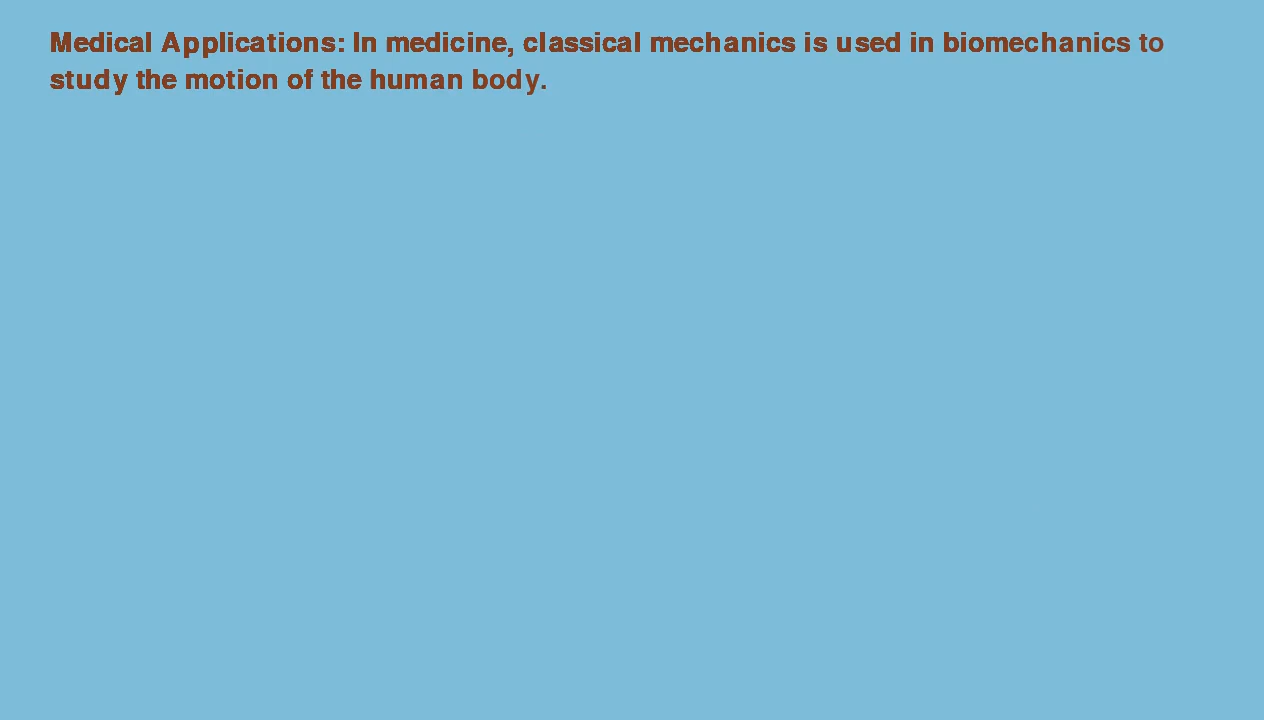 Medical Applications: In medicine, classical mechanics is used in biomechanics to
study the motion of the human body.